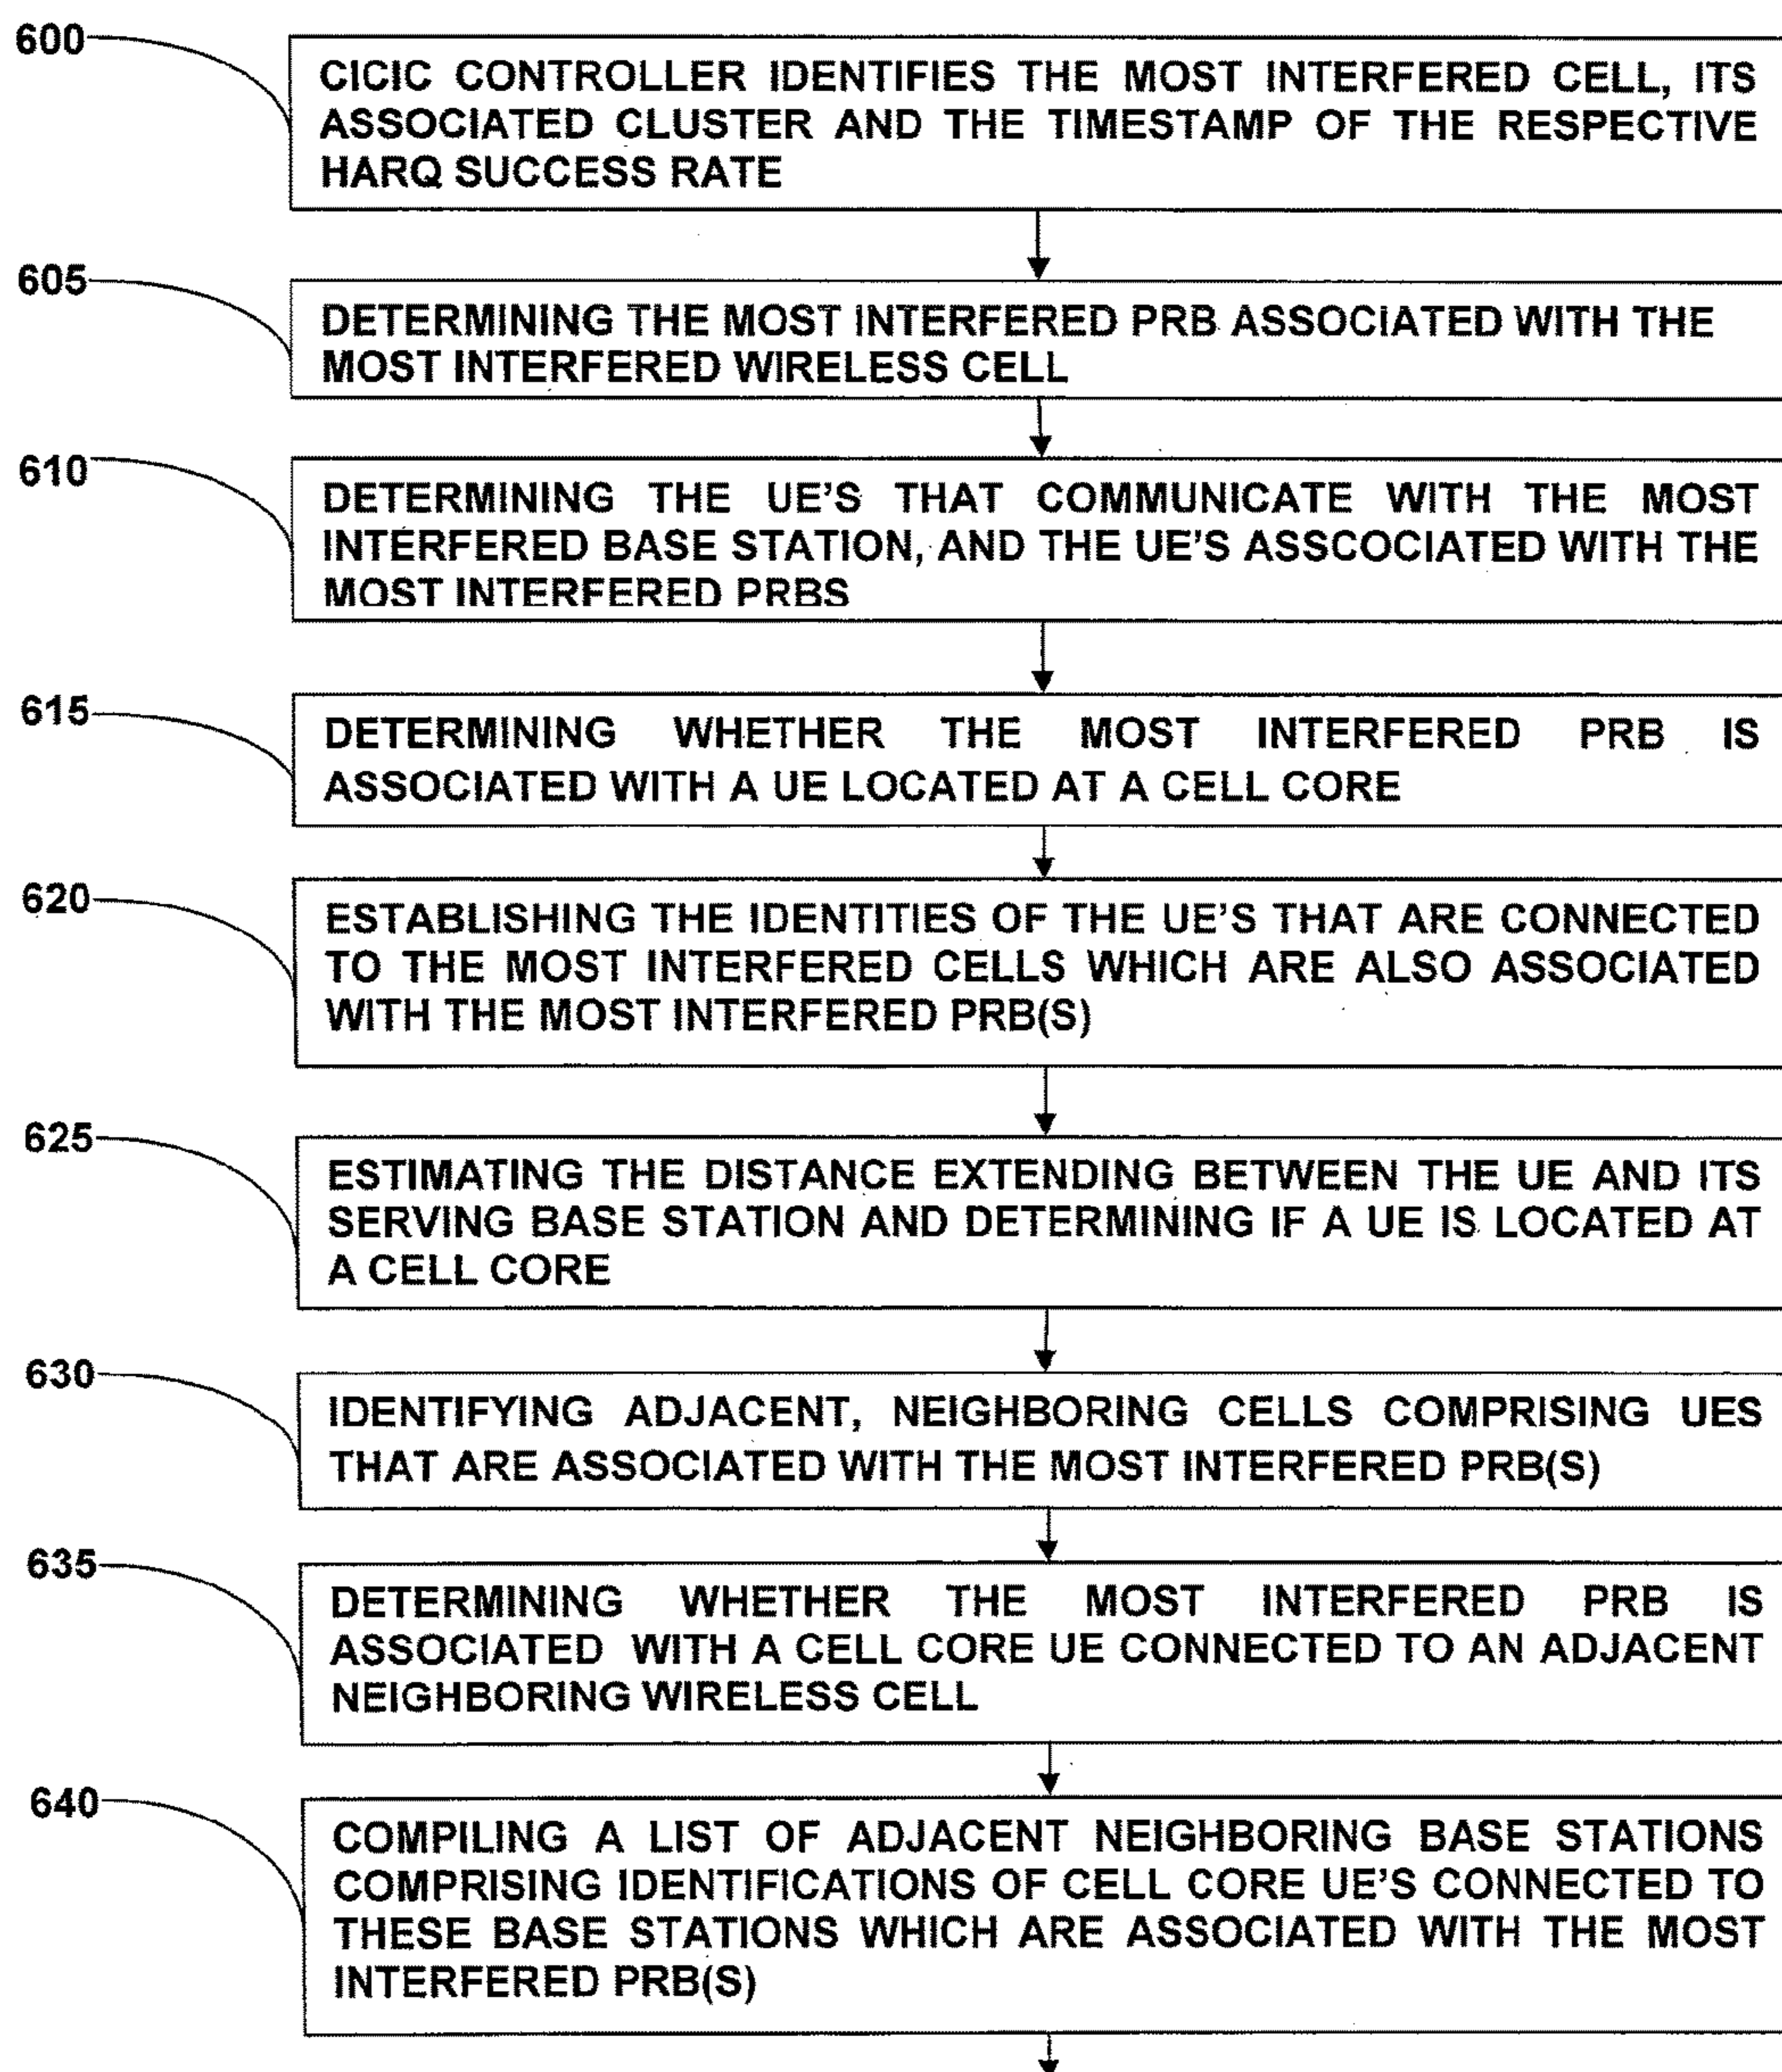 600
CICIC CONTROLLER IDENTIFIES THE MOST INTERFERED CELL, ITS
ASSOCIATED CLUSTER AND THE TIMESTAMP OF THE RESPECTIVE
HARQ SUCCESS RATE
605
DETERMINING THE MOST INTERFERED PRB ASSOCIATED WITH THE
MOST INTERFERED WIRELESS CELL
610
DETERMINING THE UE'S THAT COMMUNICATE WITH THE MOST
INTERFERED BASE STATION, AND THE UE'S ASSCOCIATED WITH THE
MOST INTERFERED PRBS
615
DETERMINING WHETHER THE MOST INTERFERED PRB IS
ASSOCIATED WITH A UE LOCATED AT A CELL CORE
620
ESTABLISHING THE IDENTITIES OF THE UE'S THAT ARE CONNECTED
TO THE MOST INTERFERED CELLS WHICH ARE ALSO ASSOCIATED
WITH THE MOST INTERFERED PRB(S)
625
ESTIMATING THE DISTANCE EXTENDING BETWEEN THE UE AND ITS
SERVING BASE STATION AND DETERMINING IF A UE IS LOCATED AT
A CELL CORE
630
IDENTIFYING ADJACENT, NEIGHBORING CELLS COMPRISING UES
THAT ARE ASSOCIATED WITH THE MOST INTERFERED PRB(S)
635
DETERMINING WHETHER THE MOST INTERFERED PRB IS
ASSOCIATED WITH A CELL CORE UE CONNECTED TO AN ADJACENT
NEIGHBORING WIRELESS CELL
640
COMPILING A LIST OF ADJACENT NEIGHBORING BASE STATIONS
COMPRISING IDENTIFICATIONS OF CELL CORE UE'S CONNECTED TO
THESE BASE STATIONS WHICH ARE ASSOCIATED WITH THE MOST
INTERFERED PRB(S)